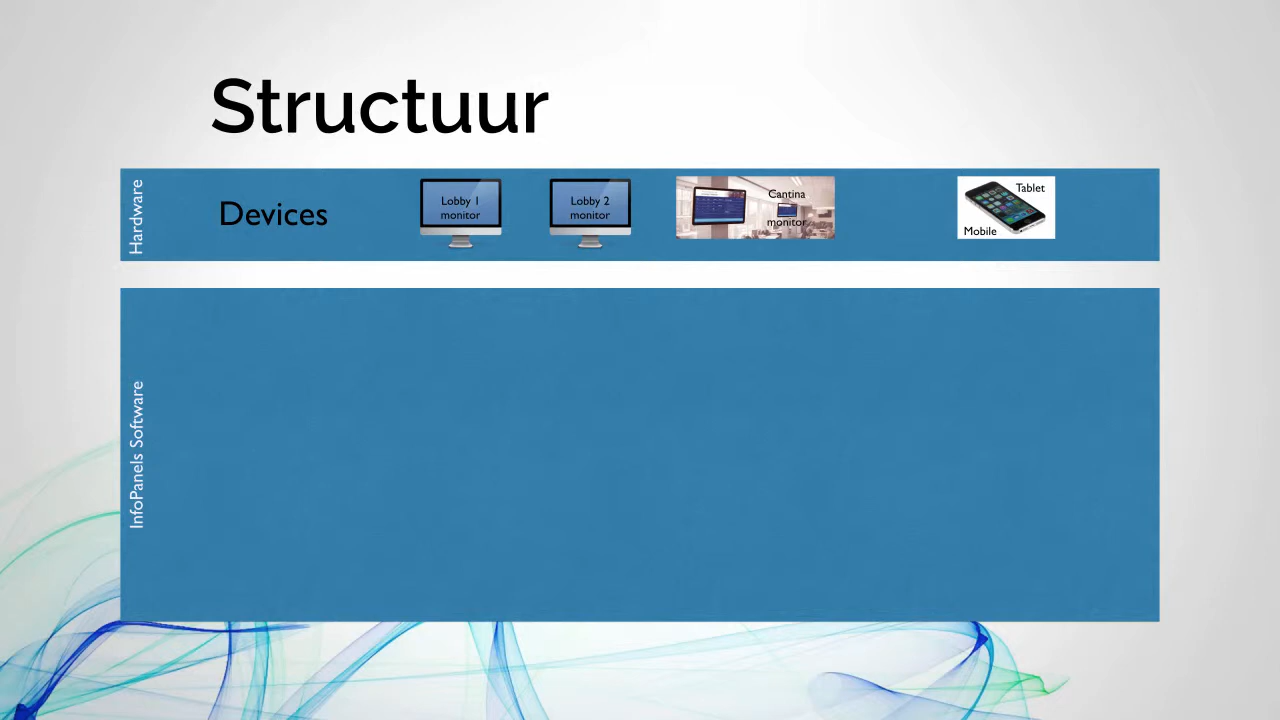 Structuur
Hardware
Devices
Lobby 1
monitor
Lobby 2
monitor
Cantina
monitor
Tablet
Mobile
InfoPanels Software